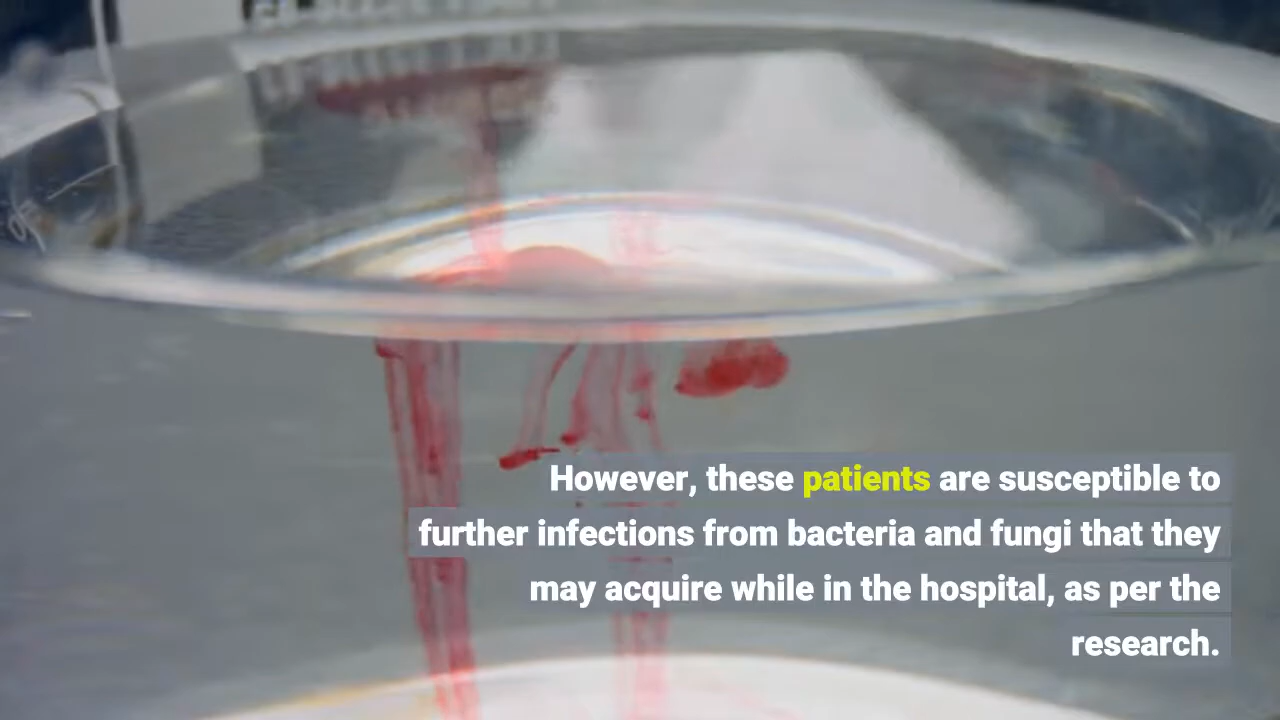 However, these patients are susceptible to
further infections from bacteria and fungi that they
may acquire while in the hospital, as per the
research.